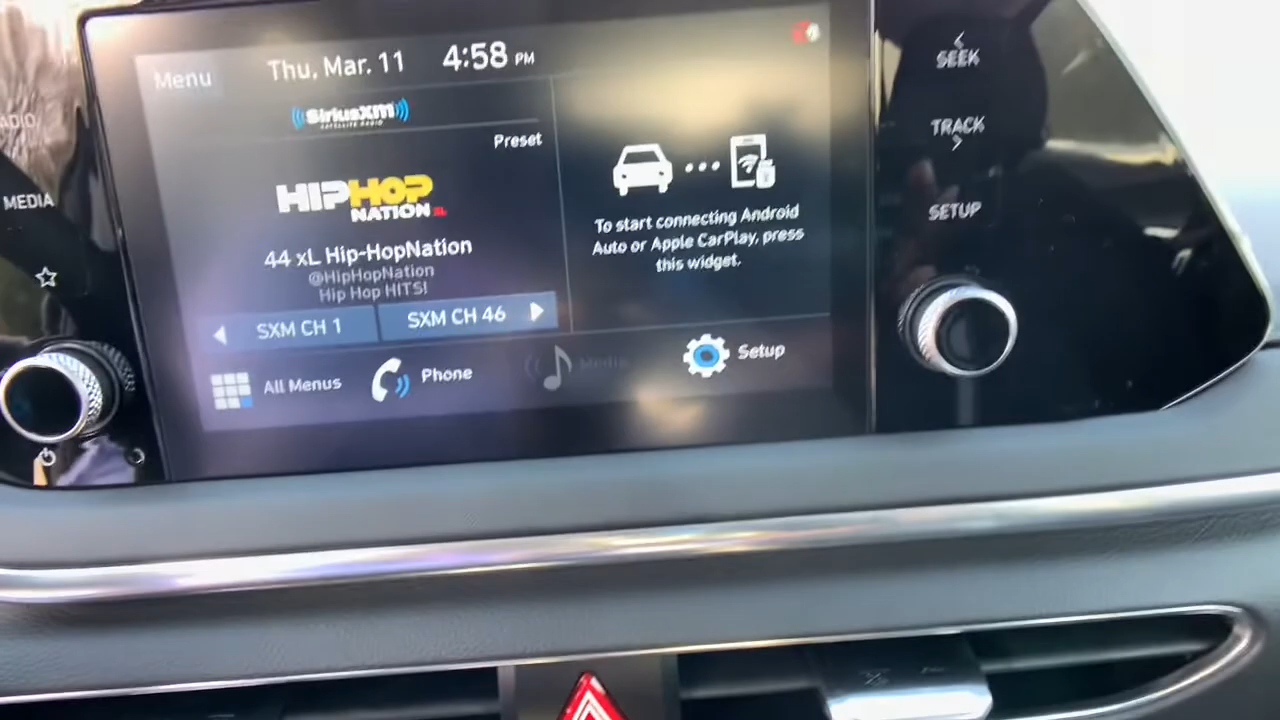 Menu
Thu, Mar. 11
4:58 PM
SiriusXM
SATELLITE RADIO
Preset
HIPHOP
NATION XL
44 xL Hip-HopNation
@HipHopNation
Hip Hop HITS!
SXM CH 1
SXM CH 46
To start connecting Android
Auto or Apple CarPlay, press
this widget.
All Menus
Phone
Media
Setup
MEDIA
SEEK
TRACK
SETUP